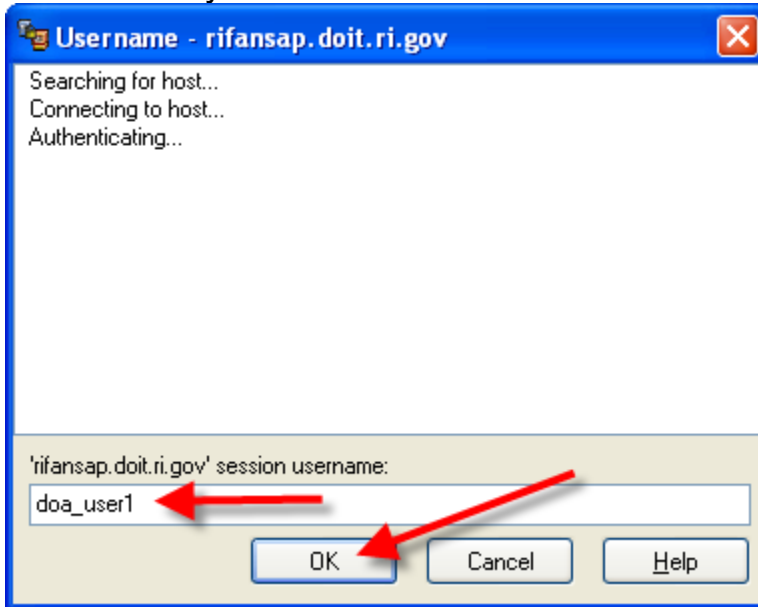 Username - rifansap.doit.ri.gov
Searching for host...
Connecting to host...
Authenticating...
'rifansap.doit.ri.gov' session username:
doa_user1
OK Cancel Help